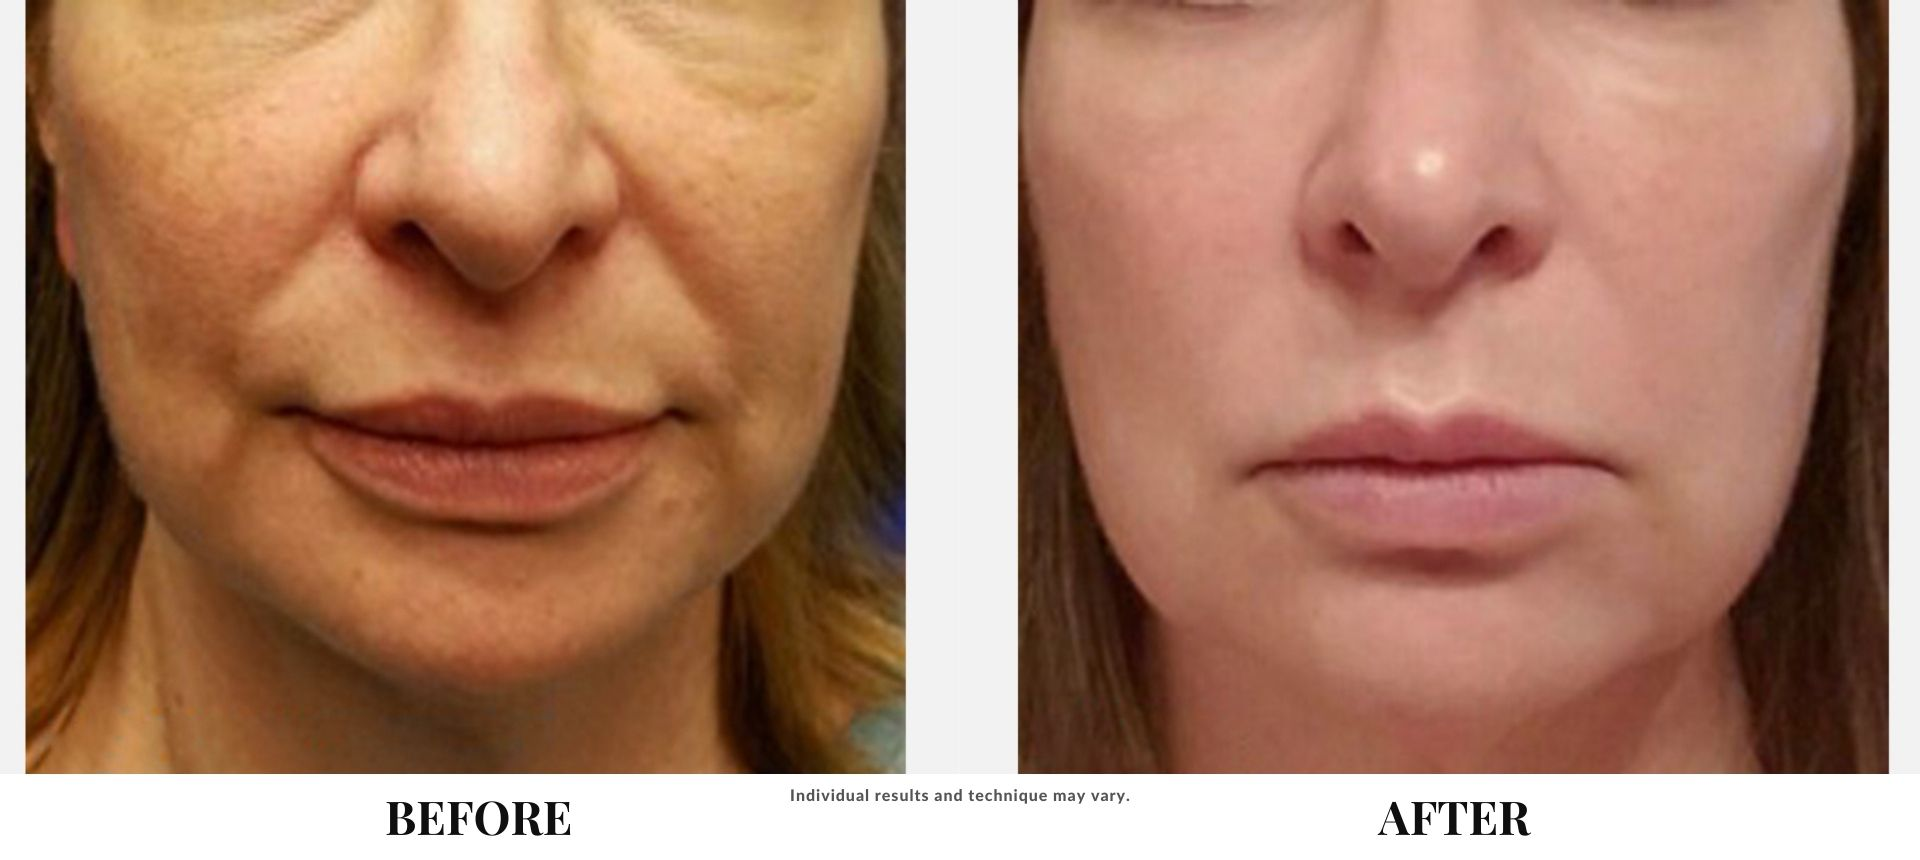 Individual results and technique may vary.
BEFORE
AFTER